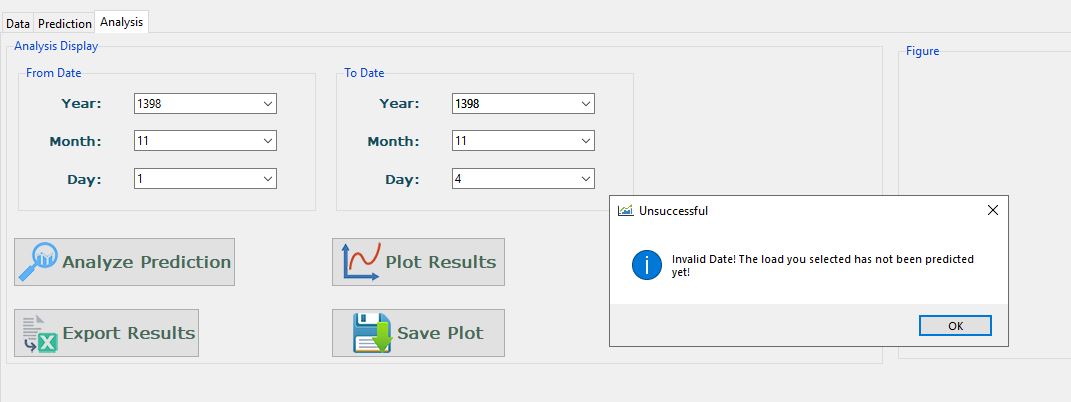 Data Prediction Analysis
Analysis Display
Figure
From Date
To Date
Year: 1398
Year: 1398
Month: 11
Month: 11
Day: 1
Day: 4
Unsuccessful
Invalid Date! The load you selected has not been predicted
yet!
OK
Analyze Prediction
Plot Results
Export Results
Save Plot